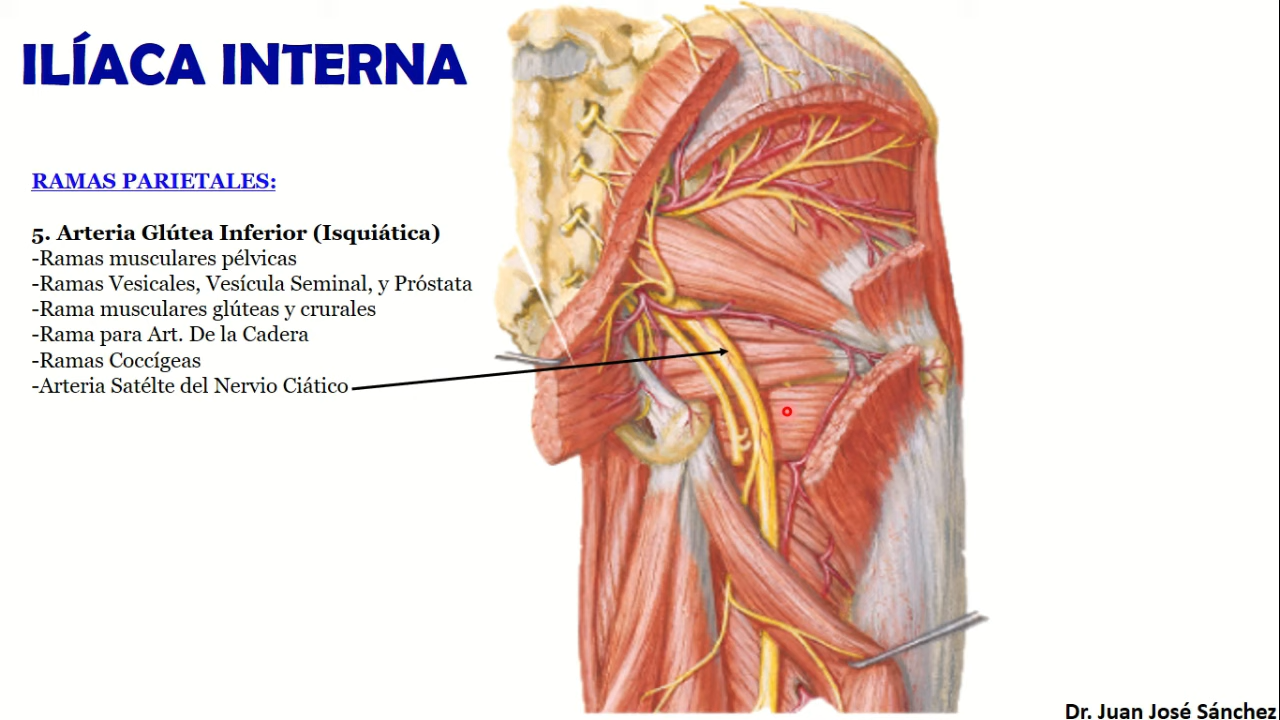 ILÍACA INTERNA
RAMAS PARIETALES:
5. Arteria Glútea Inferior (Isquiática)
-Ramas musculares pélvicas
-Ramas Vesicales, Vesícula Seminal, y Próstata
-Rama musculares glúteas y crurales
-Rama para Art. De la Cadera
-Ramas Coccígeas
-Arteria Satélte del Nervio Ciático
Dr. Juan José Sánchez